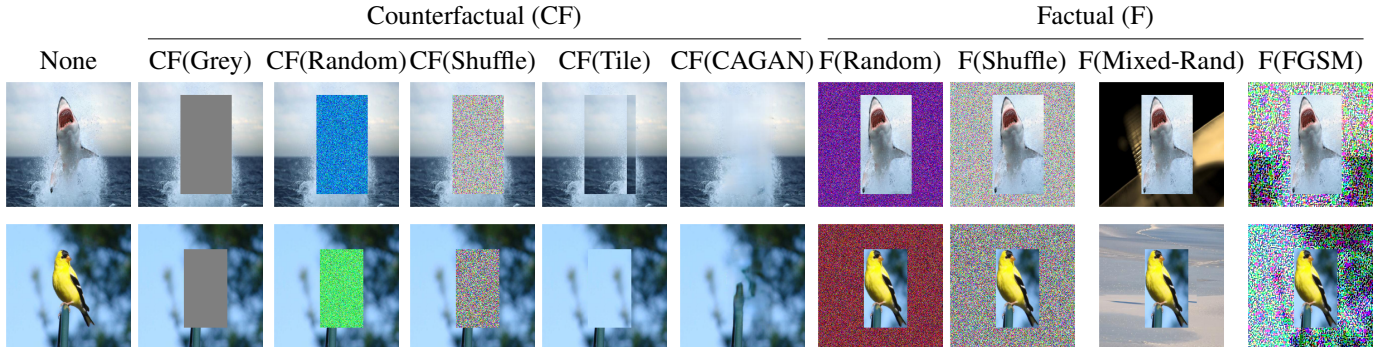 Counterfactual (CF) Factual (F)
None CF(Grey) CF(Random) CF(Shuffle) CF(Tile) CF(CAGAN) F(Random) F(Shuffle) F(Mixed-Rand) F(FGSM)